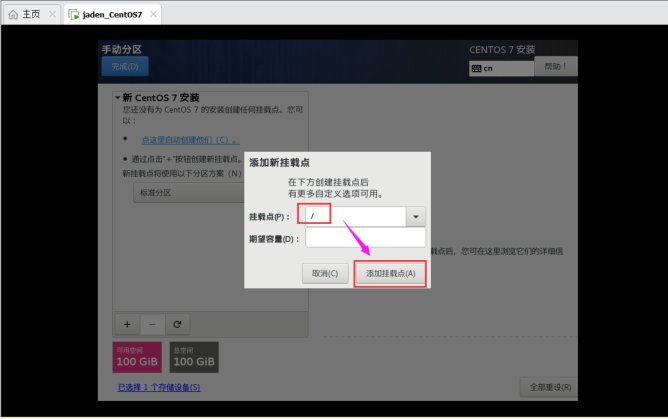 主页
jaden_CentOS7
手动分区
CENTOS 7 安装
完成(D)
cn
帮助！
新 CentOS 7 安装
您还没有为 CentOS 7 的安装创建任何挂载点。您可
以：
点这里自动创建他们（C）。
通过点击"+"按钮创建新挂载点。
新挂载点将使用以下分区方案（N）
标准分区
添加新挂载点
在下方创建挂载点后
有更多自定义选项可用。
挂载点(P)：
/
期望容量(D)：
取消(C)
添加挂载点(A)
载点后，您可在这里浏览它们的详细信
+
−
可用空间
100 GiB
总空间
100 GiB
已选择 1 个存储设备(S)
全部重设(R)